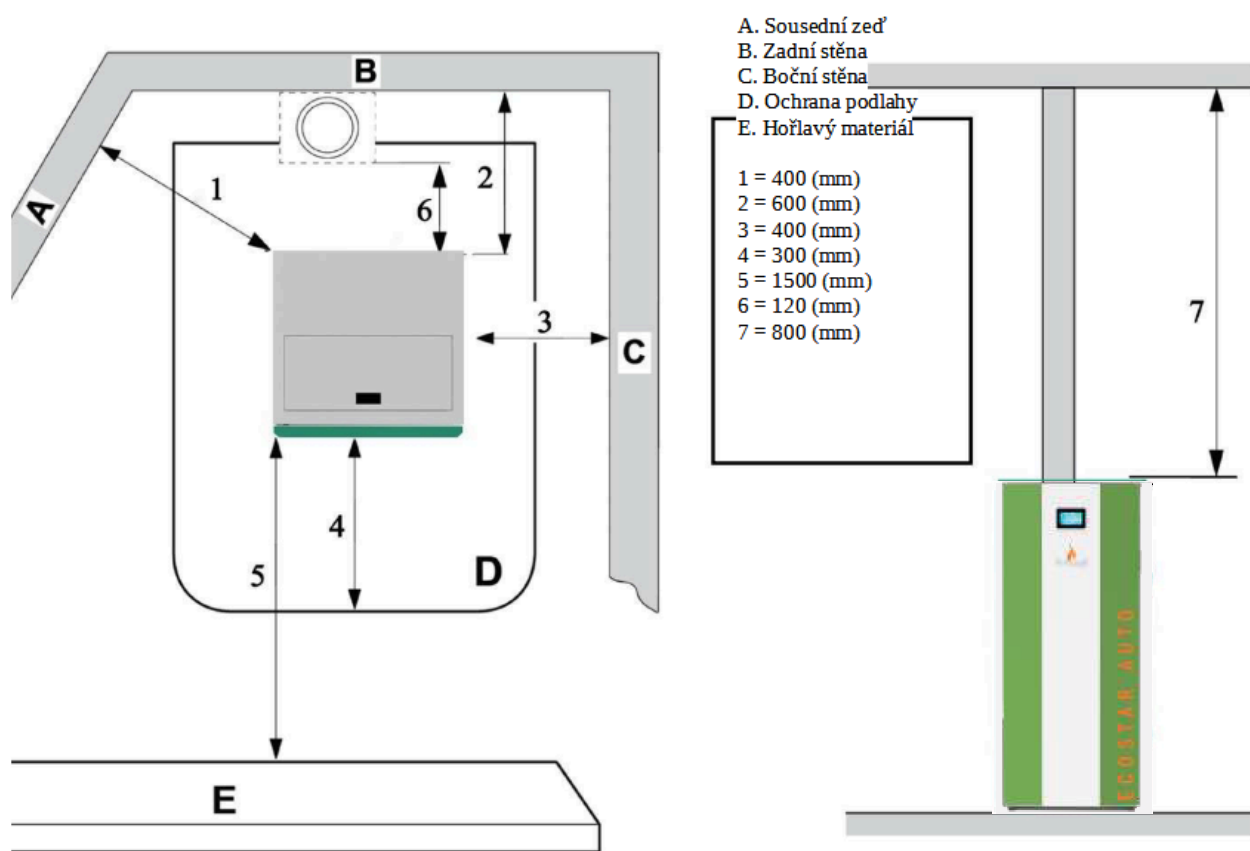 A. Sousední zeď
B. Zadní stěna
C. Boční stěna
D. Ochrana podlahy
E. Hořlavý materiál
1 = 400 (mm)
2 = 600 (mm)
3 = 400 (mm)
4 = 300 (mm)
5 = 1500 (mm)
6 = 120 (mm)
7 = 800 (mm)
B
1
2
6
A
3
C
7
4
5
D
E
ECOSTAR AUTO